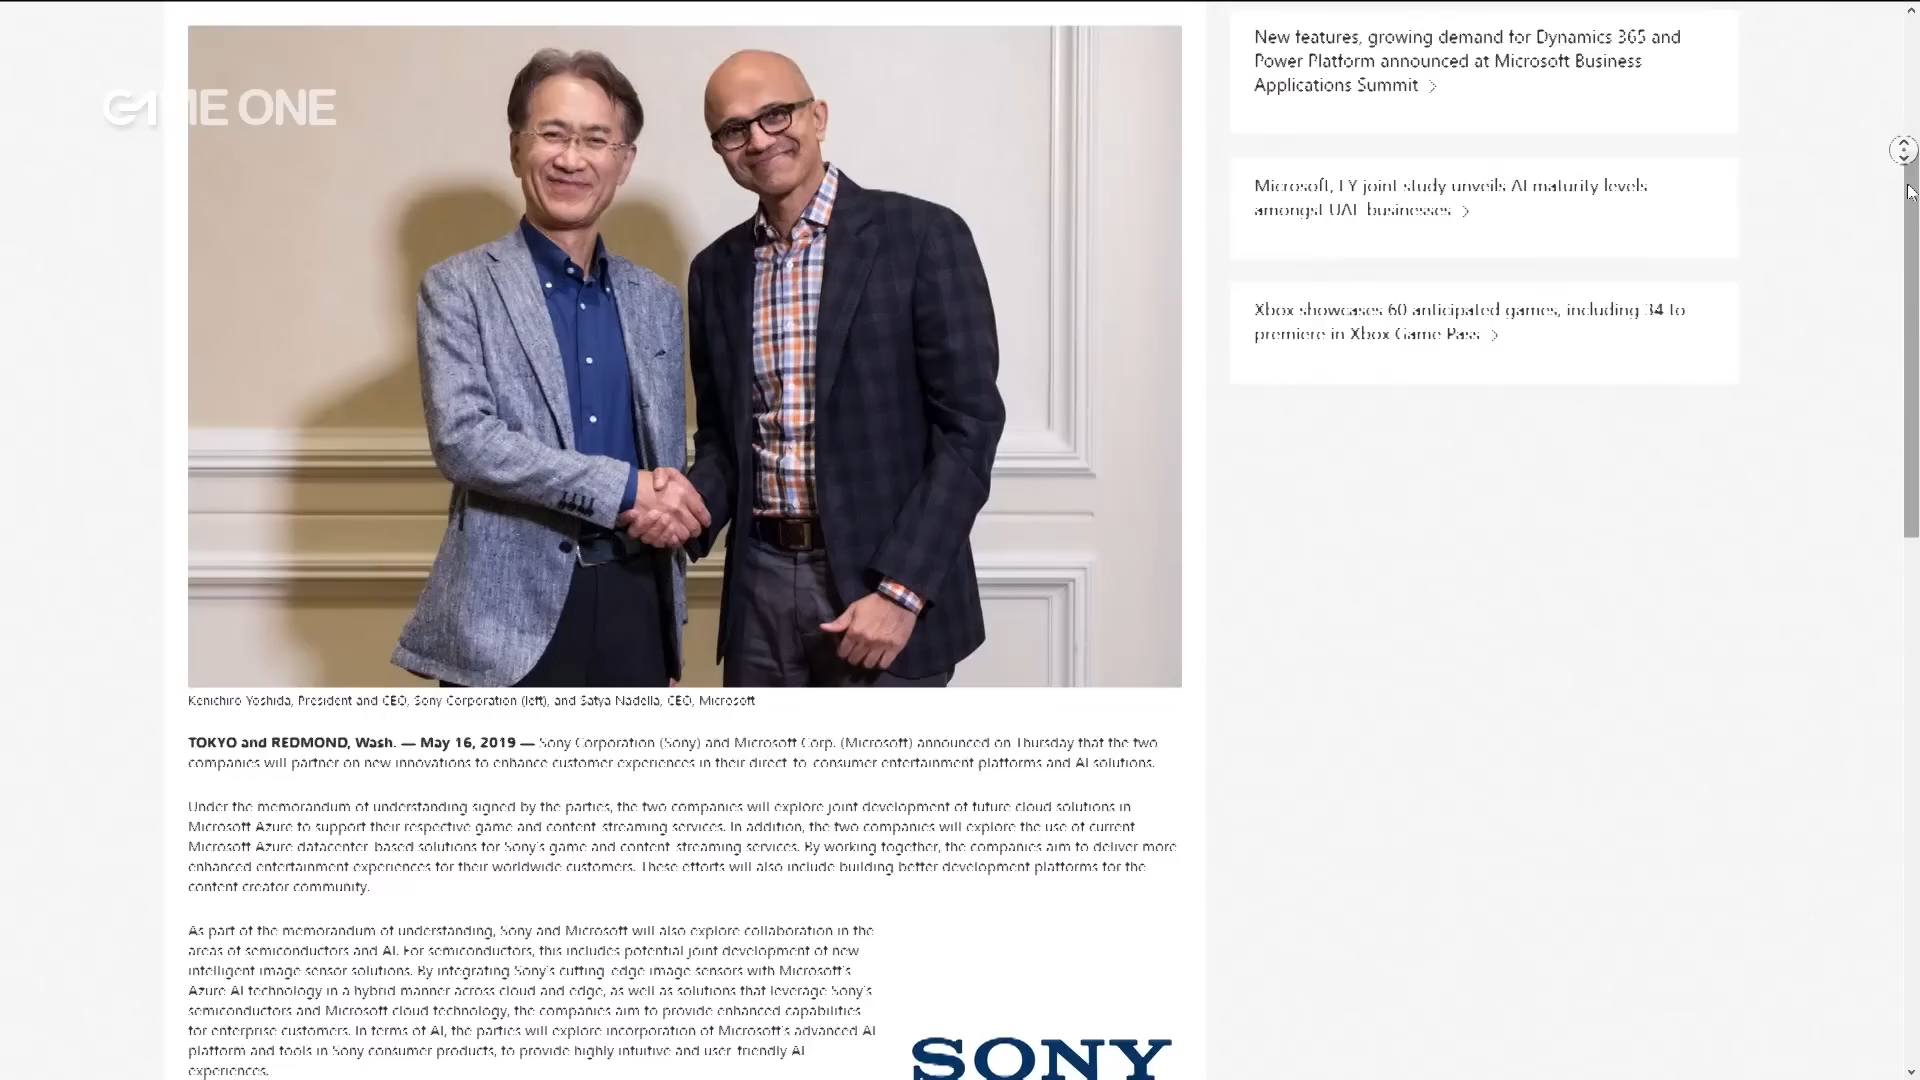 GAME ONE
New features, growing demand for Dynamics 365 and
Power Platform announced at Microsoft Business
Applications Summit >
Microsoft, EY joint study unveils AI maturity levels
amongst UAE businesses >
Xbox showcases 60 anticipated games, including 34 to
premiere in Xbox Game Pass >
Kenichiro Yoshida, President and CEO, Sony Corporation (left), and Satya Nadella, CEO, Microsoft
TOKYO and REDMOND, Wash. — May 16, 2019 — Sony Corporation (Sony) and Microsoft Corp. (Microsoft) announced on Thursday that the two
companies will partner on new innovations to enhance customer experiences in their direct-to-consumer entertainment platforms and AI solutions.
Under the memorandum of understanding signed by the parties, the two companies will explore joint development of future cloud solutions in
Microsoft Azure to support their respective game and content-streaming services. In addition, the two companies will explore the use of current
Microsoft Azure datacenter-based solutions for Sony's game and content-streaming services. By working together, the companies aim to deliver more
enhanced entertainment experiences for their worldwide customers. These efforts will also include building better development platforms for the
content creator community.
As part of the memorandum of understanding, Sony and Microsoft will also explore collaboration in the
areas of semiconductors and AI. For semiconductors, this includes potential joint development of new
intelligent image sensor solutions. By integrating Sony's cutting-edge image sensors with Microsoft's
Azure AI technology in a hybrid manner across cloud and edge, as well as solutions that leverage Sony's
semiconductors and Microsoft cloud technology, the companies aim to provide enhanced capabilities
for enterprise customers. In terms of AI, the parties will explore incorporation of Microsoft's advanced AI
platform and tools in Sony consumer products, to provide highly intuitive and user-friendly AI
experiences.
SONY